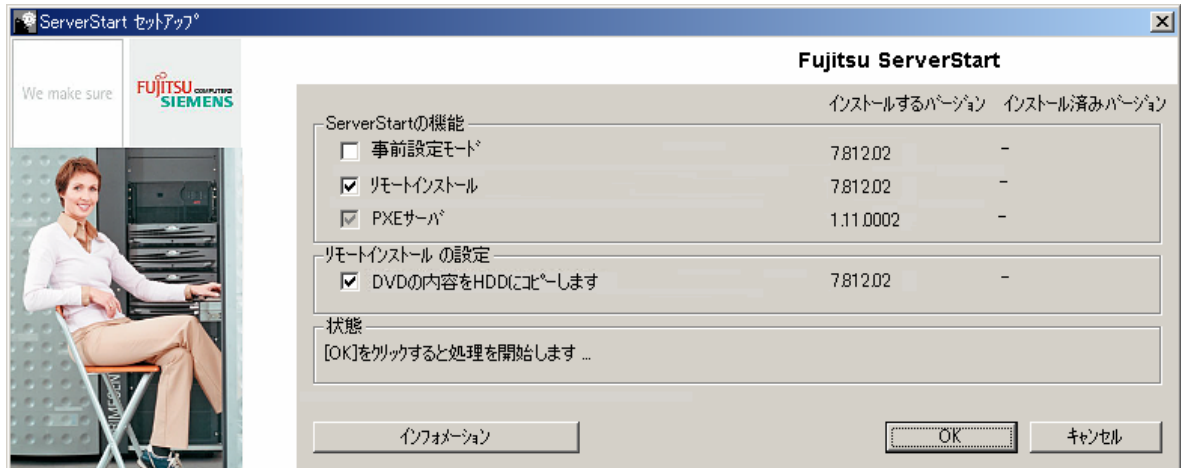 ServerStart ｾｯﾄｱｯﾌﾟ
We make sure
FUJITSU COMPUTERS
SIEMENS
Fujitsu ServerStart
ｲﾝｽﾄｰﾙするﾊﾞｰｼﾞｮﾝ ｲﾝｽﾄｰﾙ済みﾊﾞｰｼﾞｮﾝ
ServerStartの機能
事前設定ﾓｰﾄﾞ 7.812.02 -
ﾘﾓｰﾄｲﾝｽﾄｰﾙ 7.812.02 -
PXEｻｰﾊﾞ 1.11.0002 -
ﾘﾓｰﾄｲﾝｽﾄｰﾙ の設定
DVDの内容をHDDにｺﾋﾟｰします 7.812.02 -
状態
[OK]をｸﾘｯｸすると処理を開始します ...
ｲﾝﾌｫﾒｰｼｮﾝ OK ｷｬﾝｾﾙ